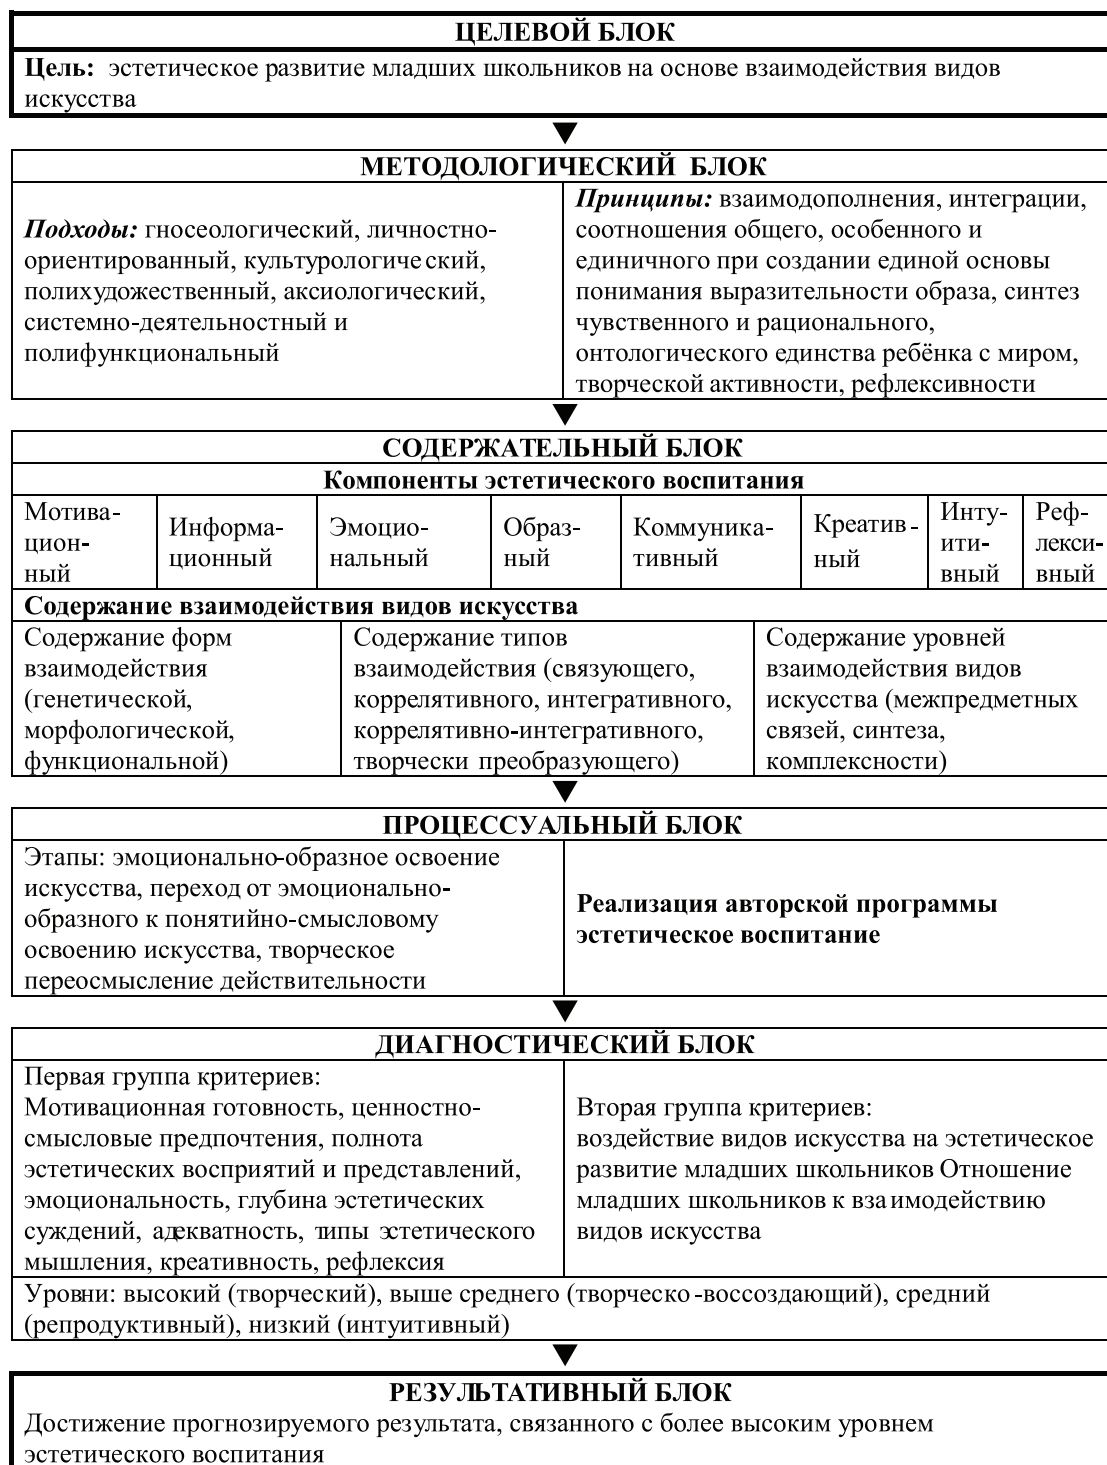 ЦЕЛЕВОЙ БЛОК
Цель: эстетическое развитие младших школьников на основе взаимодействия видов
искусства
МЕТОДОЛОГИЧЕСКИЙ БЛОК
Подходы: гносеологический, личностно-
ориентированный, культурологический,
полихудожественный, аксиологический,
системно-деятельностный и
полифункциональный
Принципы: взаимодополнения, интеграции,
соотношения общего, особенного и
единичного при создании единой основы
понимания выразительности образа, синтез
чувственного и рационального,
онтологического единства ребёнка с миром,
творческой активности, рефлексивности
СОДЕРЖАТЕЛЬНЫЙ БЛОК
Компоненты эстетического воспитания
Мотива-
цион-
ный
Информа-
ционный
Эмоцио-
нальный
Образ-
ный
Коммуника-
тивный
Креатив-
ный
Инту-
ити-
вный
Реф-
лекси-
вный
Содержание взаимодействия видов искусства
Содержание форм
взаимодействия
(генетической,
морфологической,
функциональной)
Содержание типов
взаимодействия (связующего,
коррелятивного, интегративного,
коррелятивно-интегративного,
творчески преобразующего)
Содержание уровней
взаимодействия видов
искусства (межпредметных
связей, синтеза,
комплексности)
ПРОЦЕССУАЛЬНЫЙ БЛОК
Этапы: эмоционально-образное освоение
искусства, переход от эмоционально-
образного к понятийно-смысловому
освоению искусства, творческое
переосмысление действительности
Реализация авторской программы
эстетическое воспитание
ДИАГНОСТИЧЕСКИЙ БЛОК
Первая группа критериев:
Мотивационная готовность, ценностно-
смысловые предпочтения, полнота
эстетических восприятий и представлений,
эмоциональность, глубина эстетических
суждений, адекватность, типы эстетического
мышления, креативность, рефлексия
Вторая группа критериев:
воздействие видов искусства на эстетическое
развитие младших школьников Отношение
младших школьников к взаимодействию
видов искусства
Уровни: высокий (творческий), выше среднего (творческо-воссоздающий), средний
(репродуктивный), низкий (интуитивный)
РЕЗУЛЬТАТИВНЫЙ БЛОК
Достижение прогнозируемого результата, связанного с более высоким уровнем
эстетического воспитания